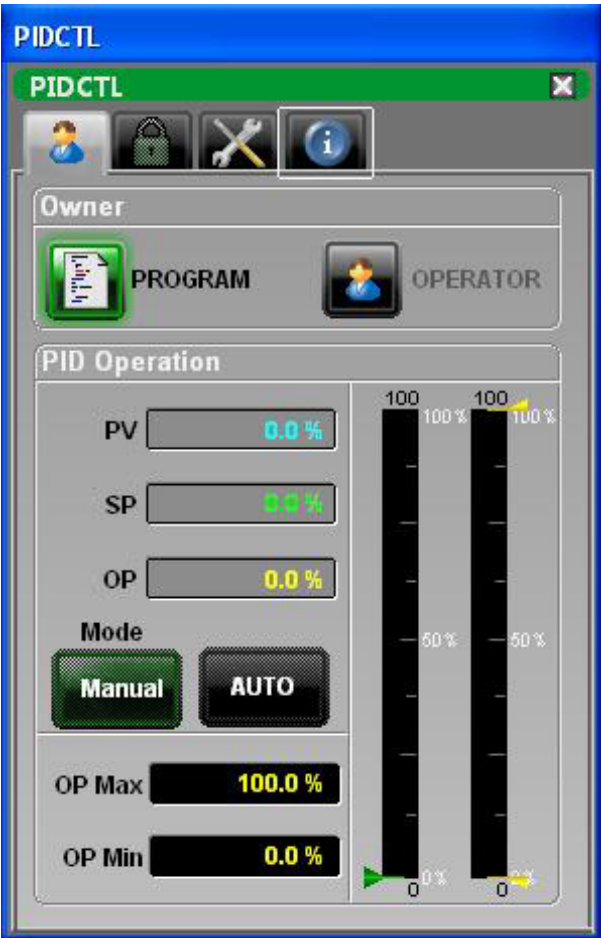 PIDCTL
PIDCTL
Owner
PROGRAM OPERATOR
PID Operation
100 100
100 % 100 %
PV 0.0 %
SP 0.0 %
OP 0.0 %
Mode
50 % 50 %
Manual AUTO
OP Max 100.0 %
OP Min 0.0 %
0 % 0 %
0 0